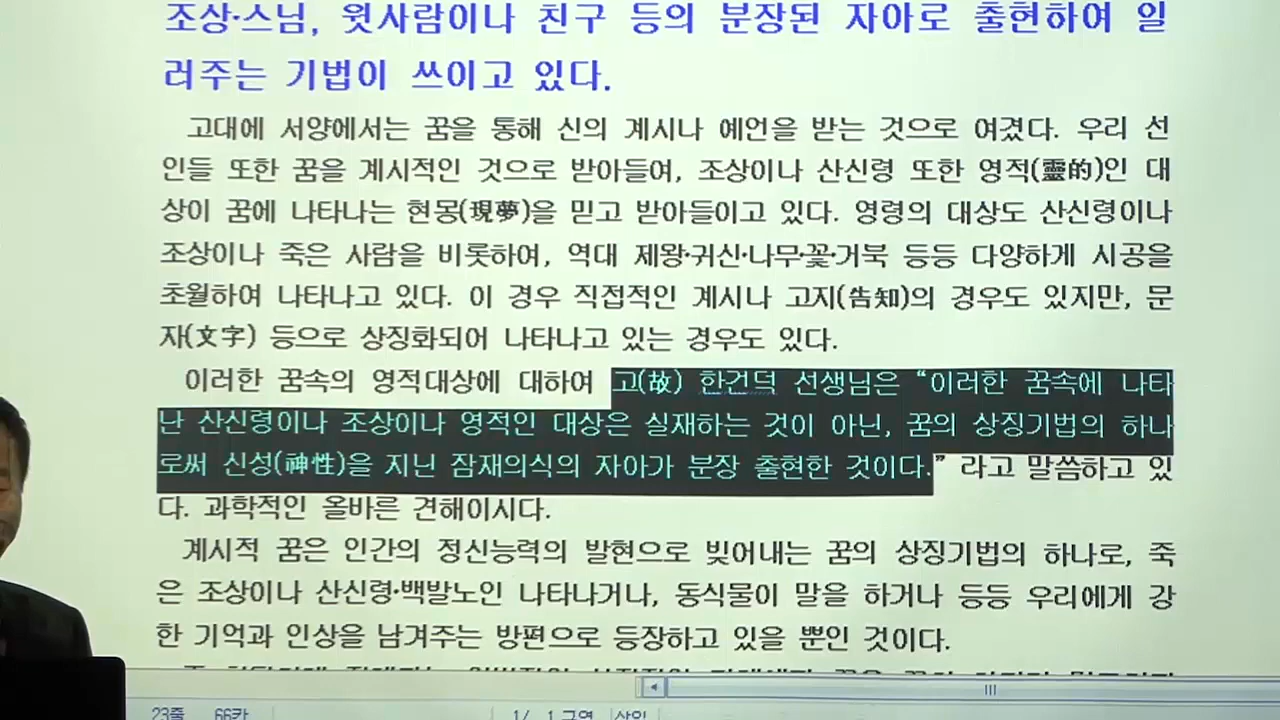 조상·스님, 윗사람이나 친구 등의 분장된 자아로 출현하여 일
러주는 기법이 쓰이고 있다.
고대에 서양에서는 꿈을 통해 신의 계시나 예언을 받는 것으로 여겼다. 우리 선
인들 또한 꿈을 계시적인 것으로 받아들여, 조상이나 산신령 또한 영적(靈的)인 대
상이 꿈에 나타나는 현몽(現夢)을 믿고 받아들이고 있다. 영령의 대상도 산신령이나
조상이나 죽은 사람을 비롯하여, 역대 제왕·귀신·나무·꽃·거북 등등 다양하게 시공을
초월하여 나타나고 있다. 이 경우 직접적인 계시나 고지(告知)의 경우도 있지만, 문
자(文字) 등으로 상징화되어 나타나고 있는 경우도 있다.
이러한 꿈속의 영적대상에 대하여 고(故) 한건덕 선생님은 “이러한 꿈속에 나타
난 산신령이나 조상이나 영적인 대상은 실재하는 것이 아닌, 꿈의 상징기법의 하나
로써 신성(神性)을 지닌 잠재의식의 자아가 분장 출현한 것이다.” 라고 말씀하고 있
다. 과학적인 올바른 견해이시다.
계시적 꿈은 인간의 정신능력의 발현으로 빚어내는 꿈의 상징기법의 하나로, 죽
은 조상이나 산신령·백발노인 나타나거나, 동식물이 말을 하거나 등등 우리에게 강
한 기억과 인상을 남겨주는 방편으로 등장하고 있을 뿐인 것이다.
23줄 66칸 1/ 1 구역 삽입